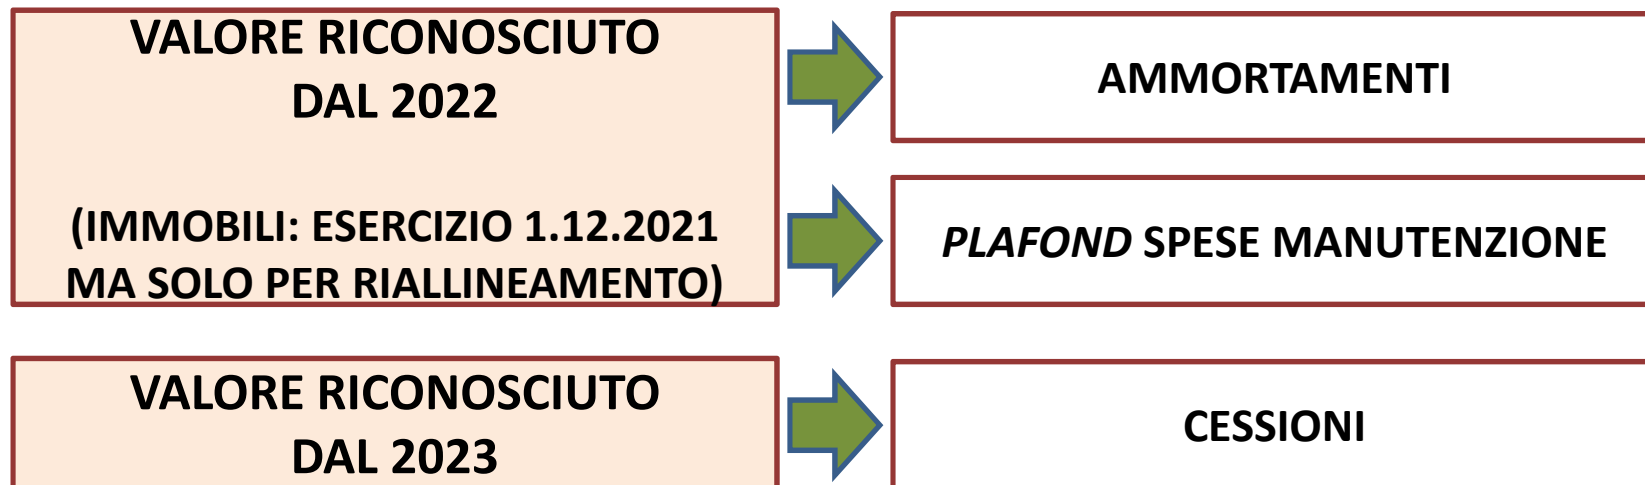 VALORE RICONOSCIUTO
DAL 2022
(IMMOBILI: ESERCIZIO 1.12.2021
MA SOLO PER RIALLINEAMENTO)
AMMORTAMENTI
PLAFOND SPESE MANUTENZIONE
VALORE RICONOSCIUTO
DAL 2023
CESSIONI